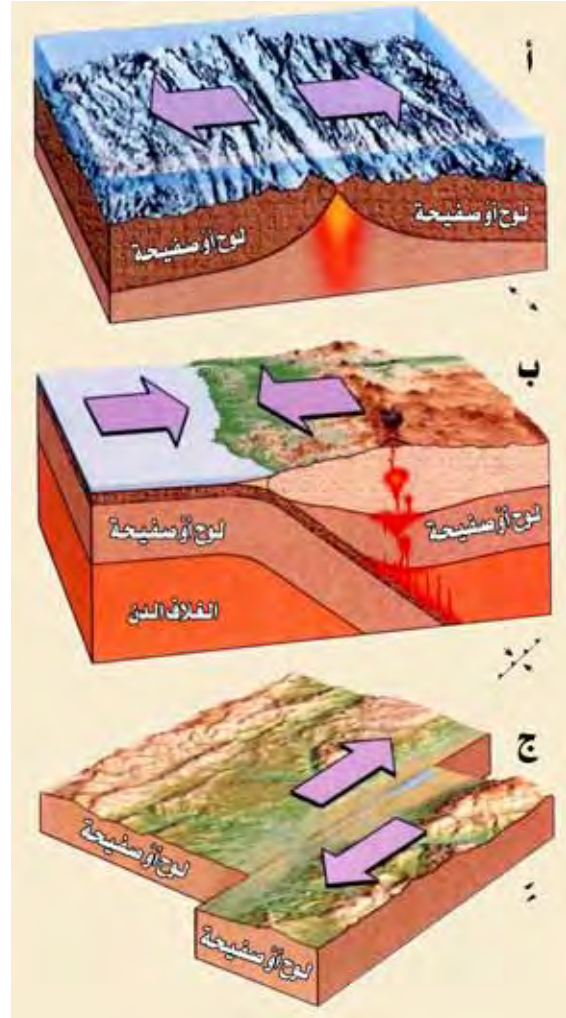 أ
لوح أو صفيحة
لوح أو صفيحة
ب
لوح أو صفيحة
لوح أو صفيحة
الغلاف الدن
ج
لوح أو صفيحة
لوح أو صفيحة